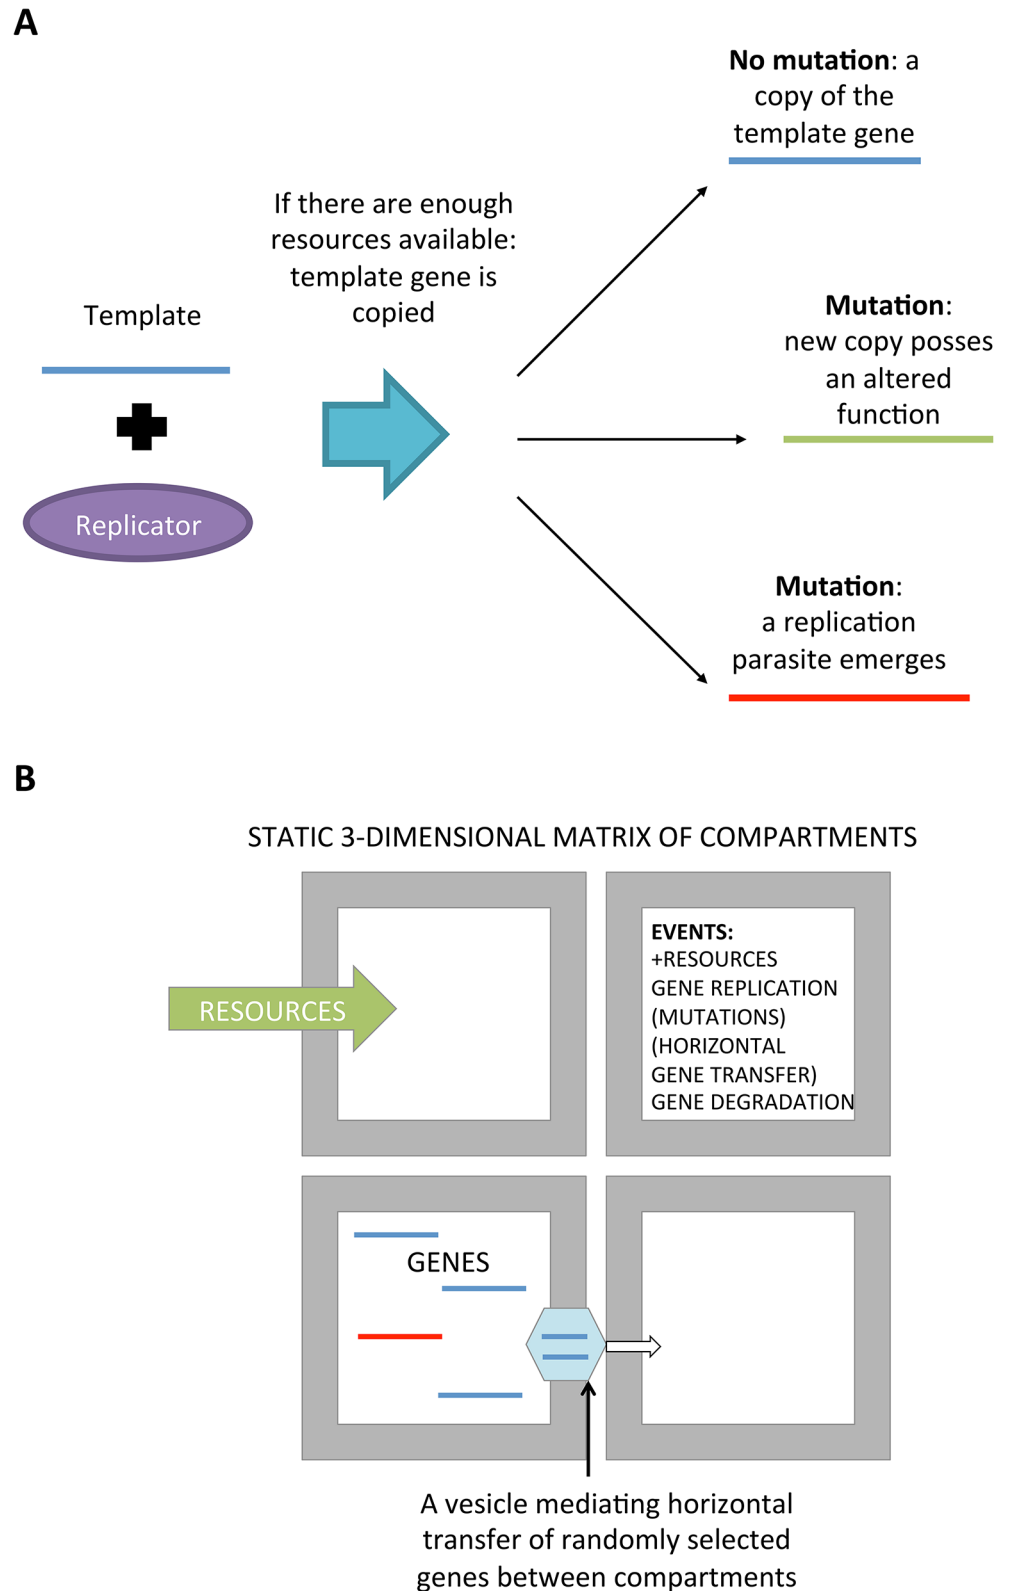 A
No mutation: a
copy of the
template gene
If there are enough
resources available:
template gene is
copied
Template
Replicator
Mutation:
new copy posses
an altered
function
Mutation:
a replication
parasite emerges
B
STATIC 3-DIMENSIONAL MATRIX OF COMPARTMENTS
RESOURCES
EVENTS:
+RESOURCES
GENE REPLICATION
(MUTATIONS)
(HORIZONTAL
GENE TRANSFER)
GENE DEGRADATION
GENES
A vesicle mediating horizontal
transfer of randomly selected
genes between compartments